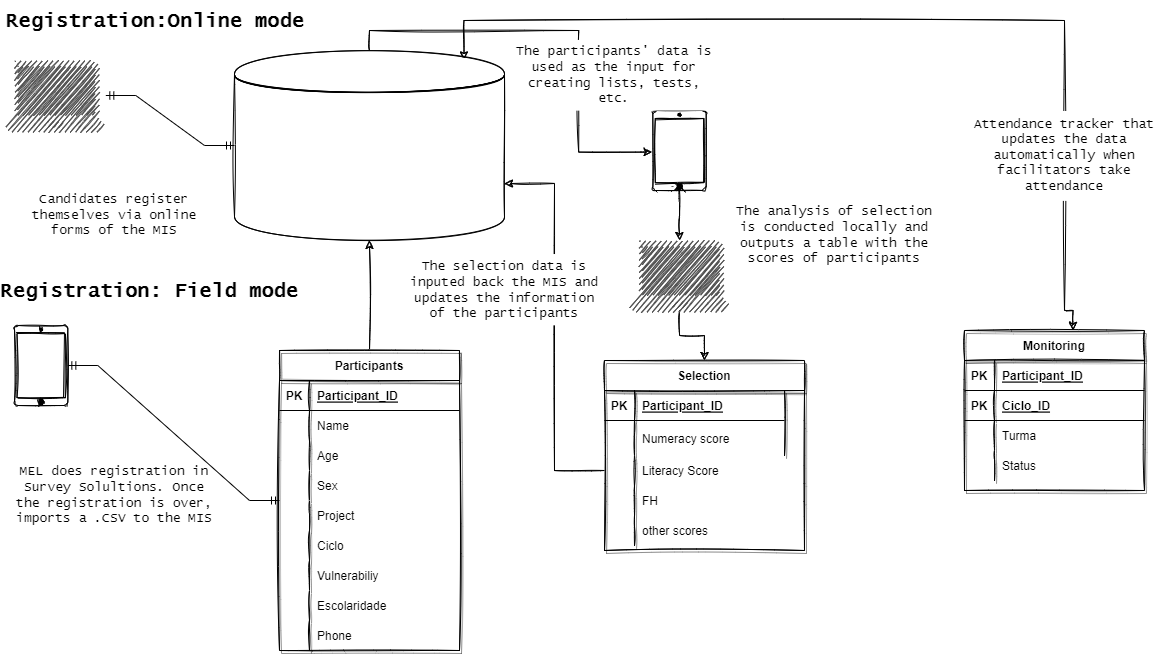 Registration:Online mode
The participants' data is
used as the input for
creating lists, tests,
etc.
Attendance tracker that
updates the data
automatically when
facilitators take
attendance
Candidates register
themselves via online
forms of the MIS
The analysis of selection
is conducted locally and
outputs a table with the
scores of participants
The selection data is
inputed back the MIS and
updates the information
of the participants
Registration: Field mode
MEL does registration in
Survey Solultions. Once
the registration is over,
imports a .CSV to the MIS
Participants
PK Participant_ID
Name
Age
Sex
Project
Ciclo
Vulnerabiliy
Escolaridade
Phone
Selection
PK Participant_ID
Numeracy score
Literacy Score
FH
other scores
Monitoring
PK Participant_ID
PK Ciclo_ID
Turma
Status